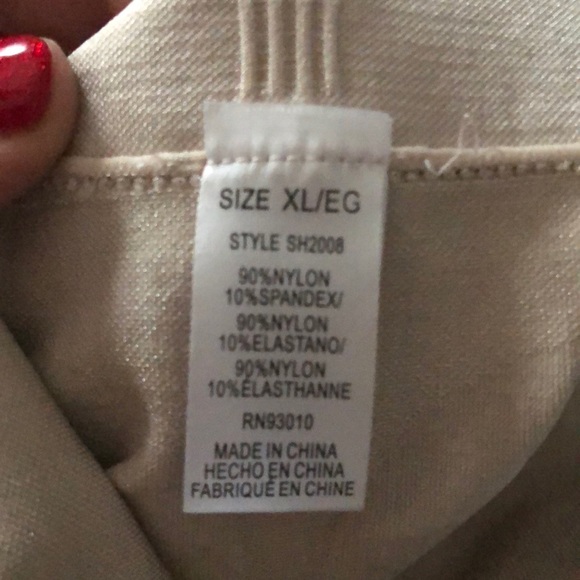 SIZE XL/EG
STYLE SH2008
90%NYLON
10%SPANDEX/
90%NYLON
10%ELASTANO/
90%NYLON
10%ÉLASTHANNE
RN93010
MADE IN CHINA
HECHO EN CHINA
FABRIQUÉ EN CHINE